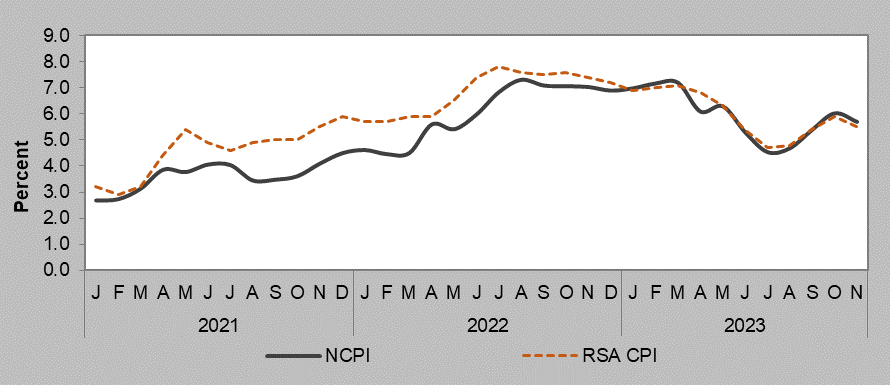 9.0
8.0
7.0
6.0
5.0
4.0
3.0
2.0
1.0
0.0
Percent
J F M A M J J A S O N D J F M A M J J A S O N D J F M A M J J A S O N
2021 2022 2023
NCPI RSA CPI